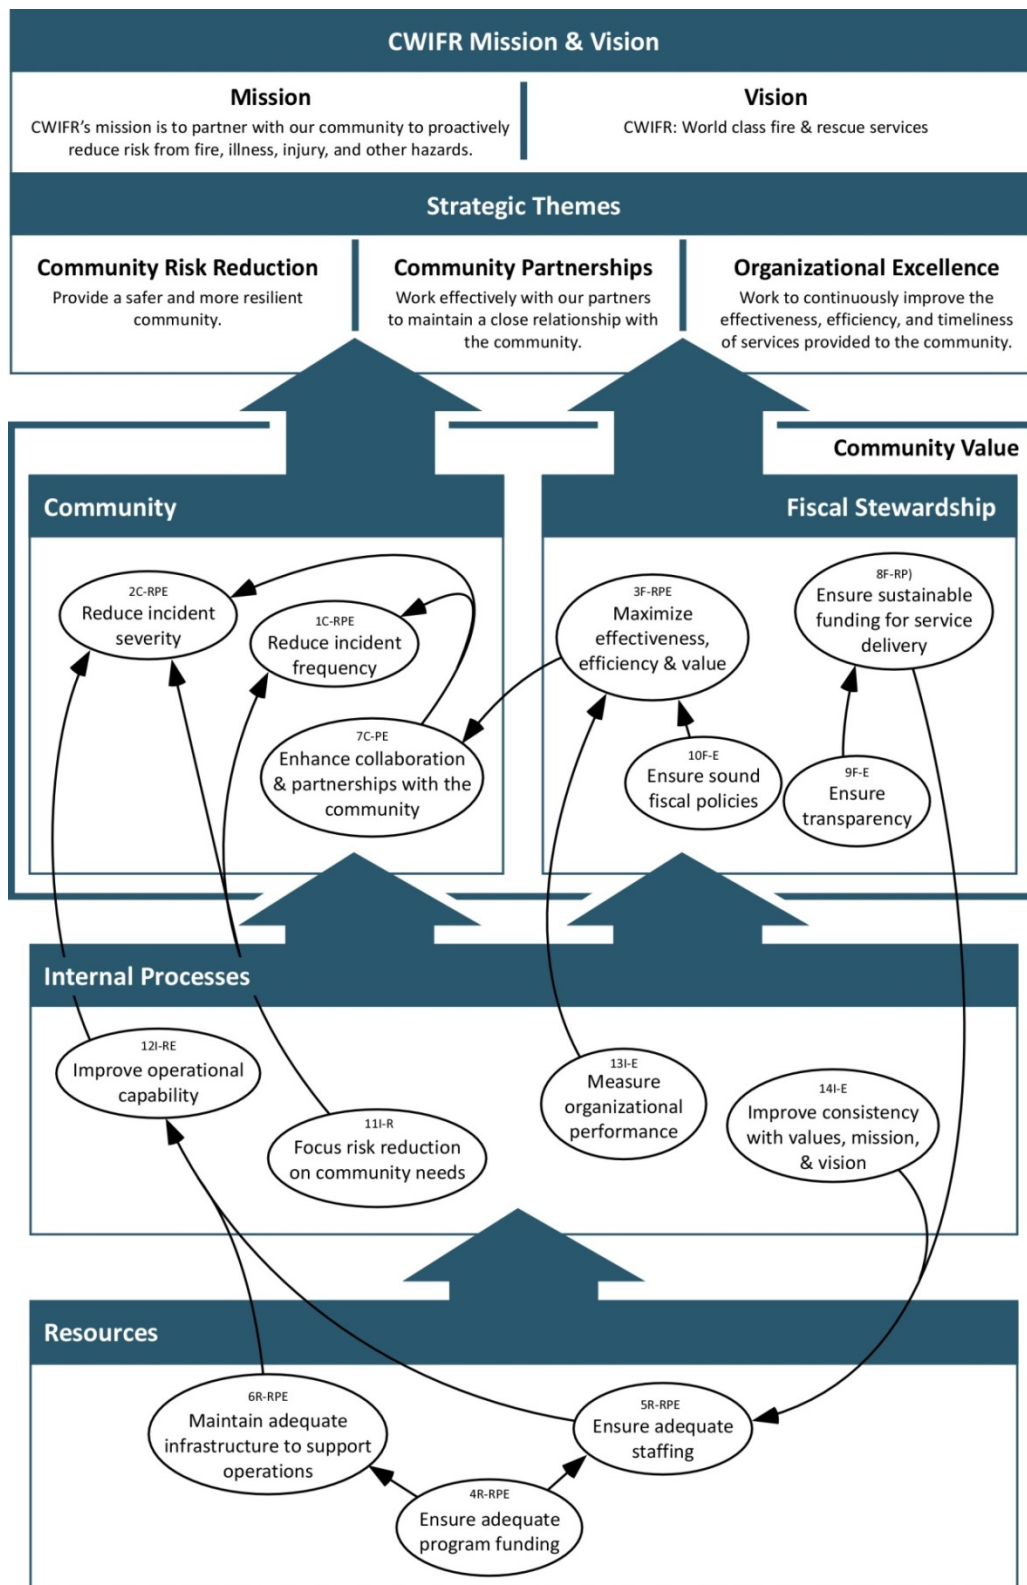 CWIFR Mission & Vision
Mission
CWIFR's mission is to partner with our community to proactively
reduce risk from fire, illness, injury, and other hazards.
Vision
CWIFR: World class fire & rescue services
Strategic Themes
Community Risk Reduction
Provide a safer and more resilient
community.
Community Partnerships
Work effectively with our partners
to maintain a close relationship with
the community.
Organizational Excellence
Work to continuously improve the
effectiveness, efficiency, and timeliness
of services provided to the community.
Community Value
Community
2C-RPE
Reduce incident
severity
1C-RPE
Reduce incident
frequency
7C-PE
Enhance collaboration
& partnerships with the
community
Fiscal Stewardship
3F-RPE
Maximize
effectiveness,
efficiency & value
8F-RP)
Ensure sustainable
funding for service
delivery
10F-E
Ensure sound
fiscal policies
9F-E
Ensure
transparency
Internal Processes
12I-RE
Improve operational
capability
11I-R
Focus risk reduction
on community needs
13I-E
Measure
organizational
performance
14I-E
Improve consistency
with values, mission,
& vision
Resources
6R-RPE
Maintain adequate
infrastructure to support
operations
5R-RPE
Ensure adequate
staffing
4R-RPE
Ensure adequate
program funding